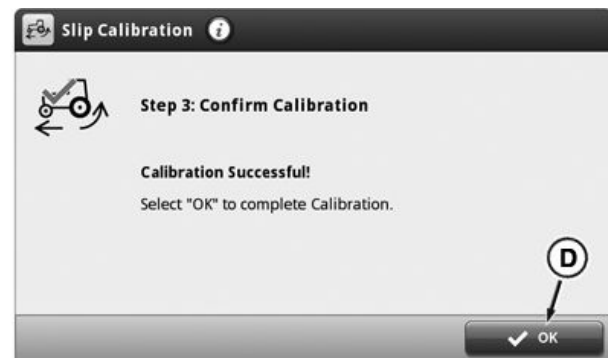 Slip Calibration i
Step 3: Confirm Calibration
Calibration Successful!
Select "OK" to complete Calibration.
D
OK